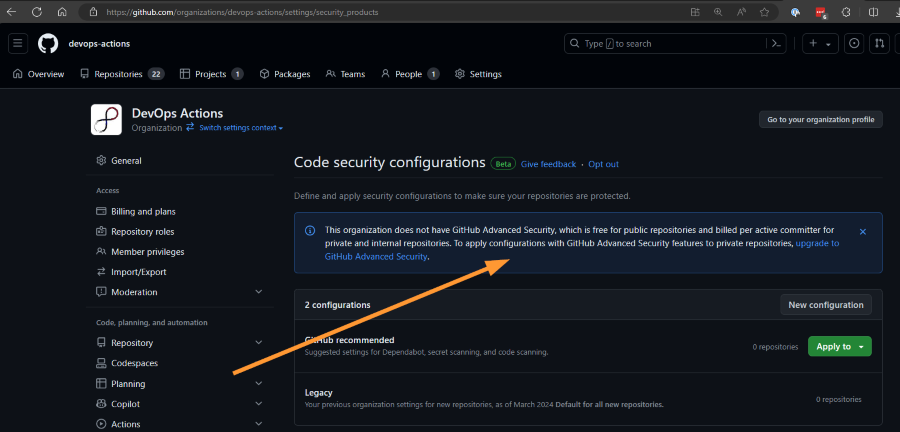 https://github.com/organizations/devops-actions/settings/security_products
6
devops-actions
Type / to search
Overview
Repositories 22
Projects 1
Packages
Teams
People 1
Settings
DevOps Actions
Organization Switch settings context
Go to your organization profile
General
Access
Billing and plans
Repository roles
Member privileges
Import/Export
Moderation
Code, planning, and automation
Repository
Codespaces
Planning
Copilot
Actions
Code security configurations Beta Give feedback · Opt out
Define and apply security configurations to make sure your repositories are protected.
This organization does not have GitHub Advanced Security, which is free for public repositories and billed per active committer for
private and internal repositories. To apply configurations with GitHub Advanced Security features to private repositories, upgrade to
GitHub Advanced Security.
2 configurations
New configuration
GitHub recommended
Suggested settings for Dependabot, secret scanning, and code scanning.
0 repositories
Apply to
Legacy
Your previous organization settings for new repositories, as of March 2024 Default for all new repositories.
0 repositories